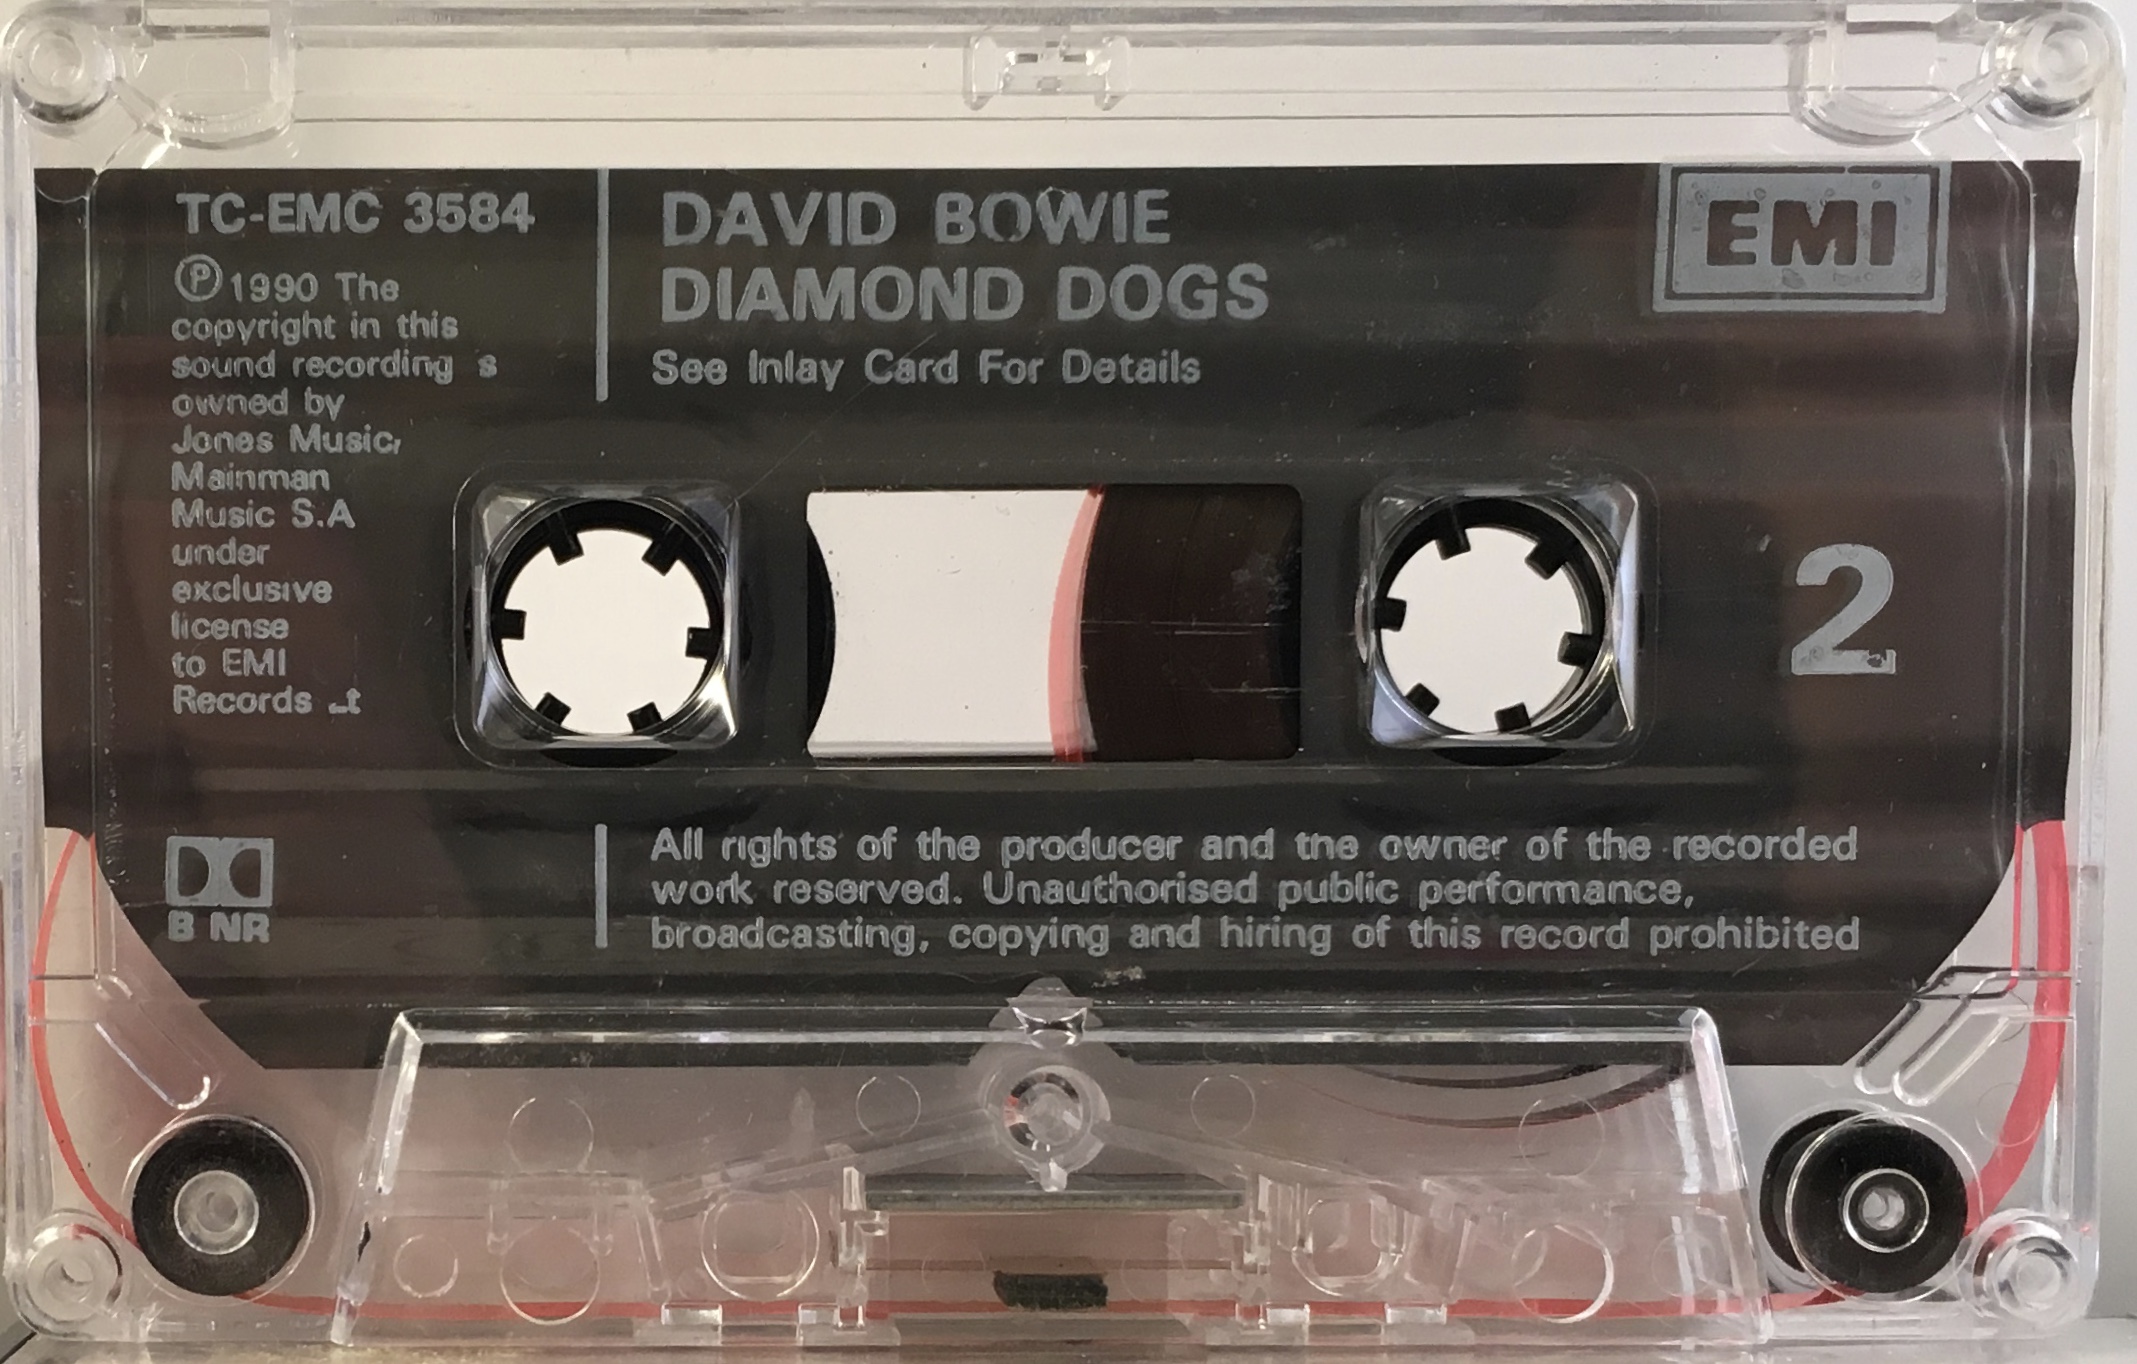 TC-EMC 3584
Ⓟ1990 The
copyright in this
sound recording s
owned by
Jones Music,
Mainman
Music S.A
under
exclusive
license
to EMI
Records
DAVID BOWIE
DIAMOND DOGS
See Inlay Card For Details
EMI
2
B NR
All rights of the producer and the owner of the recorded
work reserved. Unauthorised public performance,
broadcasting, copying and hiring of this record prohibited